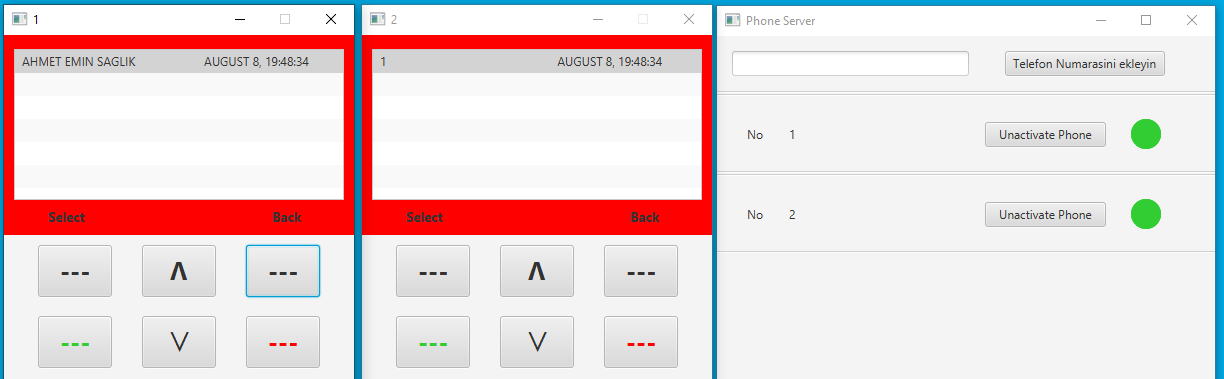 1
AHMET EMIN SAGLIK AUGUST 8, 19:48:34
Select Back
--- Λ ---
--- V ---
2
1 AUGUST 8, 19:48:34
Select Back
--- Λ ---
--- V ---
Phone Server
Telefon Numarasini ekleyin
No 1 Unactivate Phone
No 2 Unactivate Phone